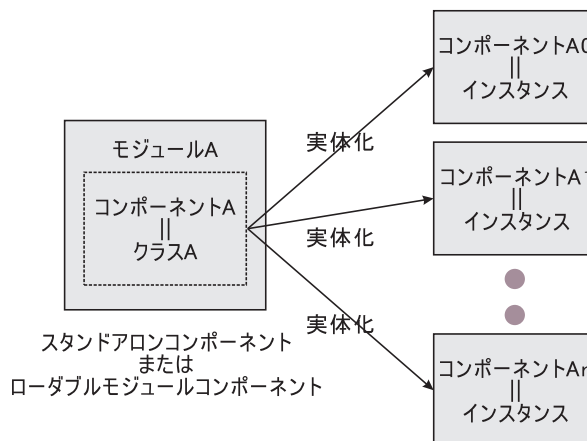 モジュールA
コンポーネントA
||
クラスA
スタンドアロンコンポーネント
または
ローダブルモジュールコンポーネント
実体化
実体化
実体化
コンポーネントA0
||
インスタンス
コンポーネントA
||
インスタンス
コンポーネントAn
||
インスタンス